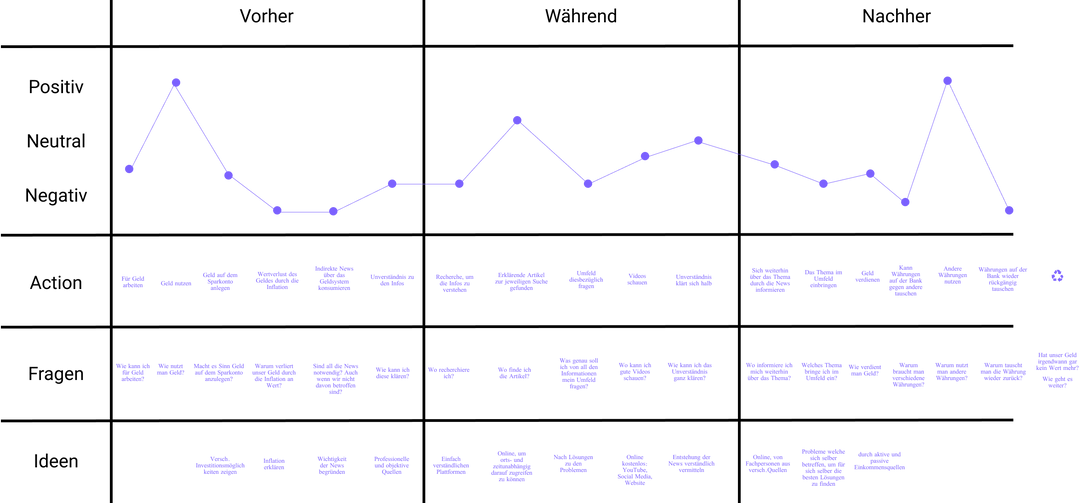 Vorher
Während
Nachher
Positiv
Neutral
Negativ
Action
Für Geld
arbeiten
Geld nutzen
Geld auf dem
Sparkonto
anlegen
Wertverlust des
Geldes durch die
Inflation
Indirekte News
über das
Geldsystem
konsumieren
Unverständnis zu
den Infos
Recherche, um
die Infos zu
verstehen
Erklärende Artikel
zur jeweiligen Suche
gefunden
Umfeld
diesbezüglich
fragen
Videos
schauen
Unverständnis
klärt sich halb
Sich weiterhin
über das Thema
durch die News
informieren
Das Thema im
Umfeld
einbringen
Geld
verdienen
Kann
Währungen
auf der Bank
gegen andere
tauschen
Andere
Währungen
nutzen
Währungen auf der
Bank wieder
rückgängig
tauschen
Fragen
Wie kann ich
für Geld
arbeiten?
Wie nutzt
man Geld?
Macht es Sinn Geld
auf dem Sparkonto
anzulegen?
Warum verliert
unser Geld durch
die Inflation an
Wert?
Sind all die News
notwendig? Auch
wenn wir nicht
davon betroffen
sind?
Wie kann ich
diese klären?
Wo recherchiere
ich?
Wo finde ich
die Artikel?
Was genau soll
ich von all den
Informationen
mein Umfeld
fragen?
Wo kann ich
gute Videos
schauen?
Wie kann ich das
Unverständnis
ganz klären?
Wo informiere ich
mich weiterhin
über das Thema?
Welches Thema
bringe ich im
Umfeld ein?
Wie verdient
man Geld?
Warum
braucht man
verschiedene
Währungen?
Warum nutzt
man andere
Währungen?
Warum tauscht
man die Währung
wieder zurück?
Hat unser Geld
irgendwann gar
kein Wert mehr?
Wie geht es
weiter?
Ideen
Versch.
Investitionsmöglich
keiten zeigen
Inflation
erklären
Wichtigkeit
der News
begründen
Professionelle
und objektive
Quellen
Einfach
verständlichen
Plattformen
Online, um
orts- und
zeitunabhängig
darauf zugreifen
zu können
Nach Lösungen
zu den
Problemen
Online
kostenlos:
YouTube,
Social Media,
Website
Entstehung der
News verständlich
vermitteln
Online, von
Fachpersonen aus
versch.Quellen
Probleme welche
sich selber
betreffen, um für
sich selber die
besten Lösungen
zu finden
durch aktive und
passive
Einkommensquellen